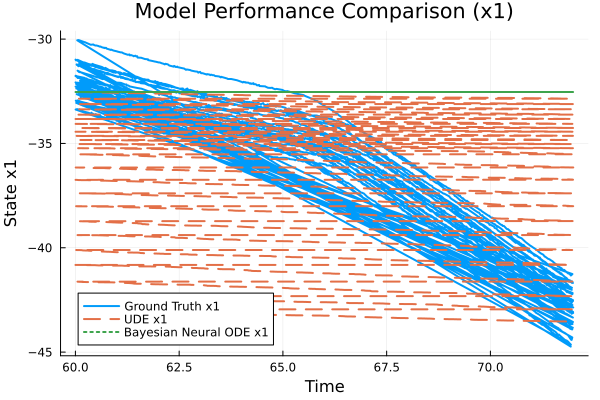 Model Performance Comparison (x1)
−30
−35
−40
−45
State x1
Ground Truth x1
UDE x1
Bayesian Neural ODE x1
60.0 62.5 65.0 67.5 70.0
Time